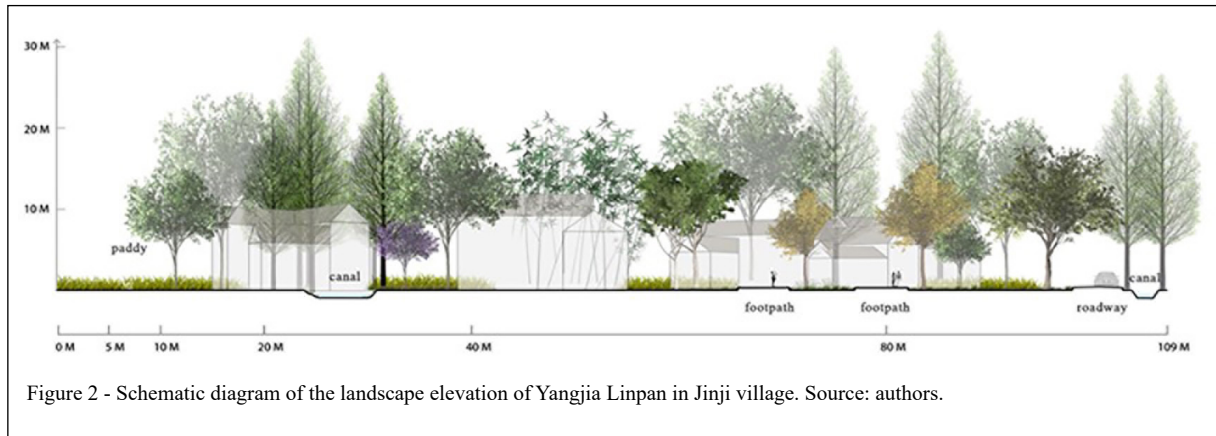 30 M
20 M
10 M
paddy
canal
canal
footpath
footpath
roadway
0 M
5 M
10 M
20 M
40 M
80 M
109 M
Figure 2 - Schematic diagram of the landscape elevation of Yangjia Linpan in Jinji village. Source: authors.